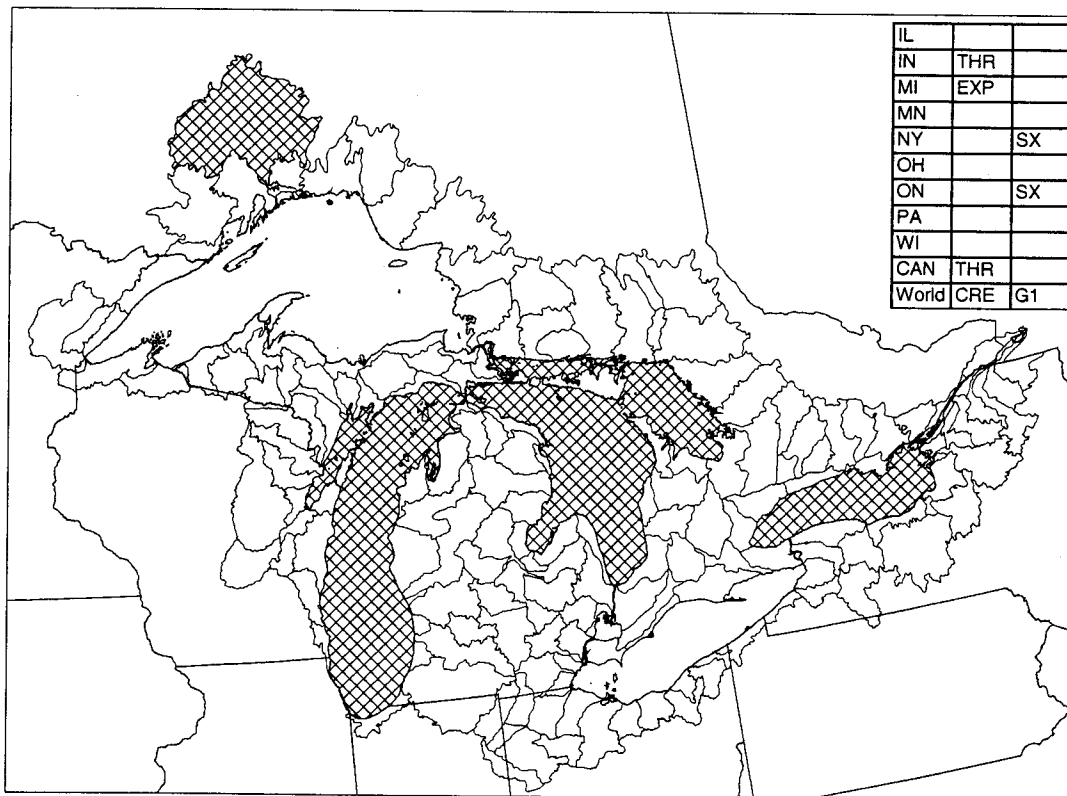 IL
IN THR
MI EXP
MN
NY SX
OH
ON SX
PA
WI
CAN THR
World CRE G1